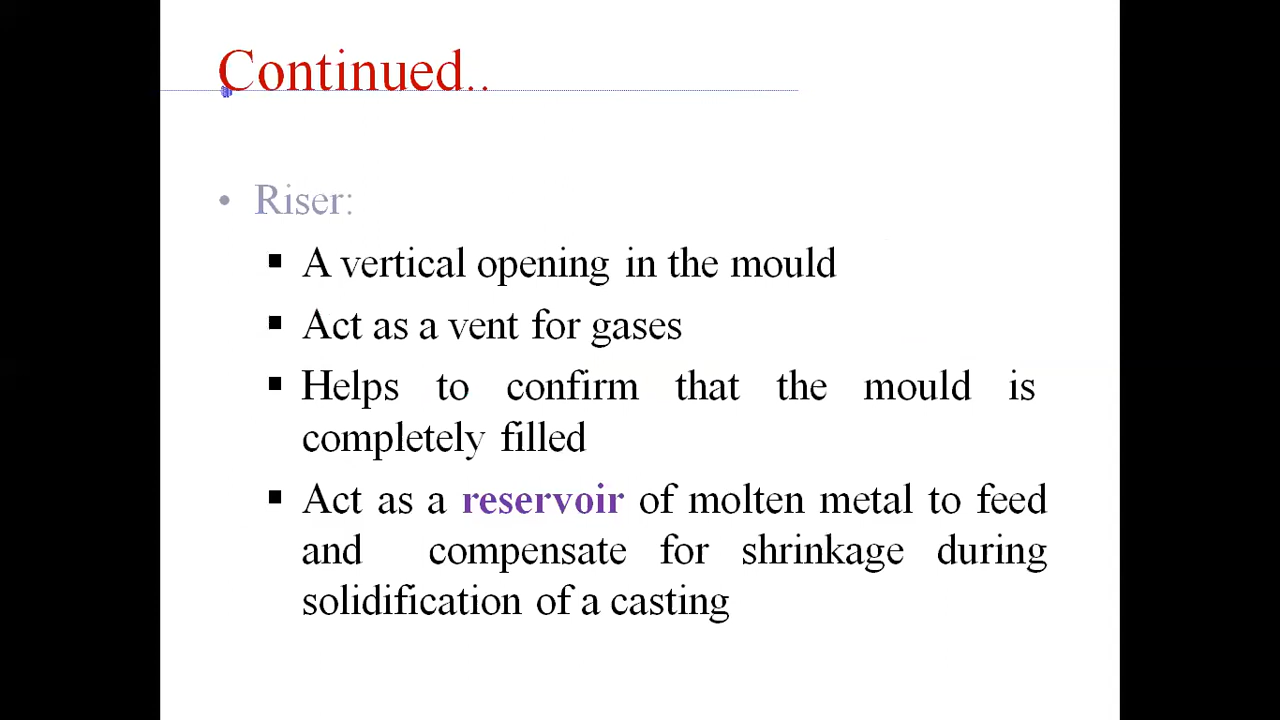 Continued..
• Riser:
▪ A vertical opening in the mould
▪ Act as a vent for gases
▪ Helps to confirm that the mould is
completely filled
▪ Act as a reservoir of molten metal to feed
and compensate for shrinkage during
solidification of a casting